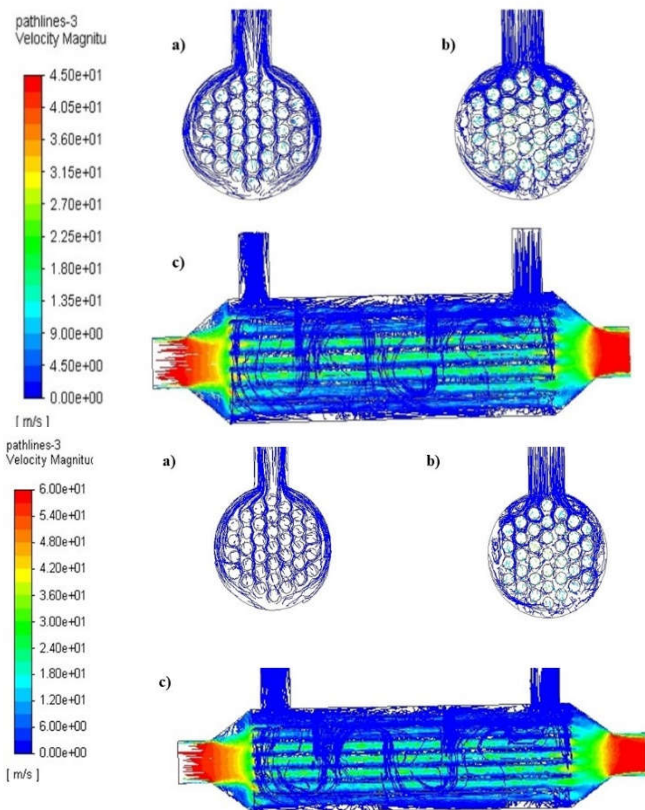 pathlines-3
Velocity Magnitu
4.50e+01
4.05e+01
3.60e+01
3.15e+01
2.70e+01
2.25e+01
1.80e+01
1.35e+01
9.00e+00
4.50e+00
0.00e+00
[ m/s ]
a)
b)
c)
pathlines-3
Velocity Magnitu
6.00e+01
5.40e+01
4.80e+01
4.20e+01
3.60e+01
3.00e+01
2.40e+01
1.80e+01
1.20e+01
6.00e+00
0.00e+00
[ m/s ]
a)
b)
c)